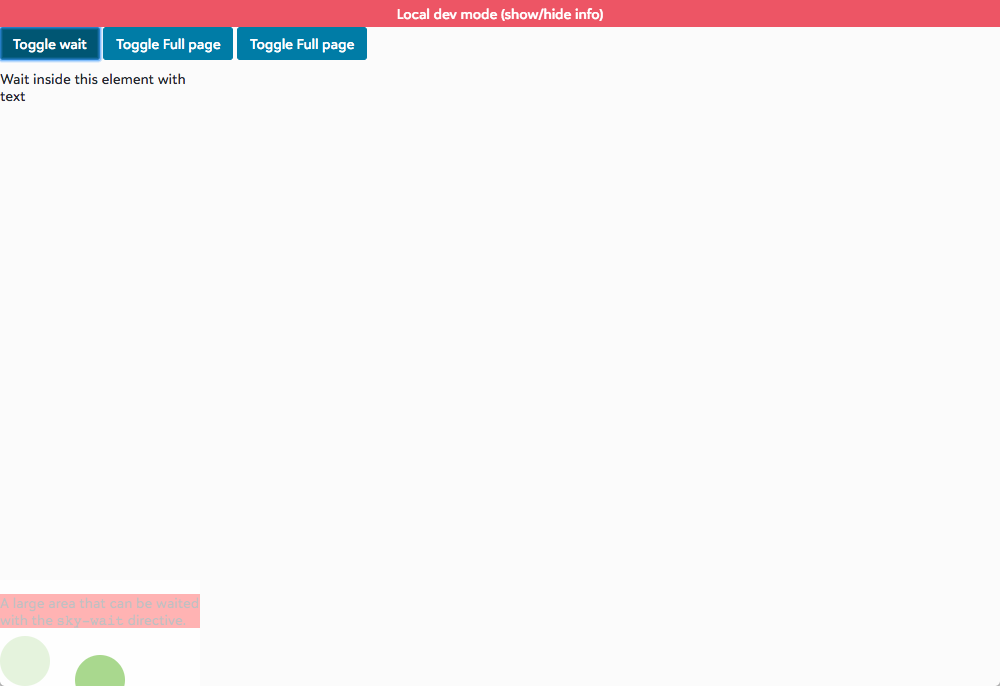 Local dev mode (show/hide info)
Toggle wait Toggle Full page Toggle Full page
Wait inside this element with
text
A large area that can be waited
with the sky-wait directive.